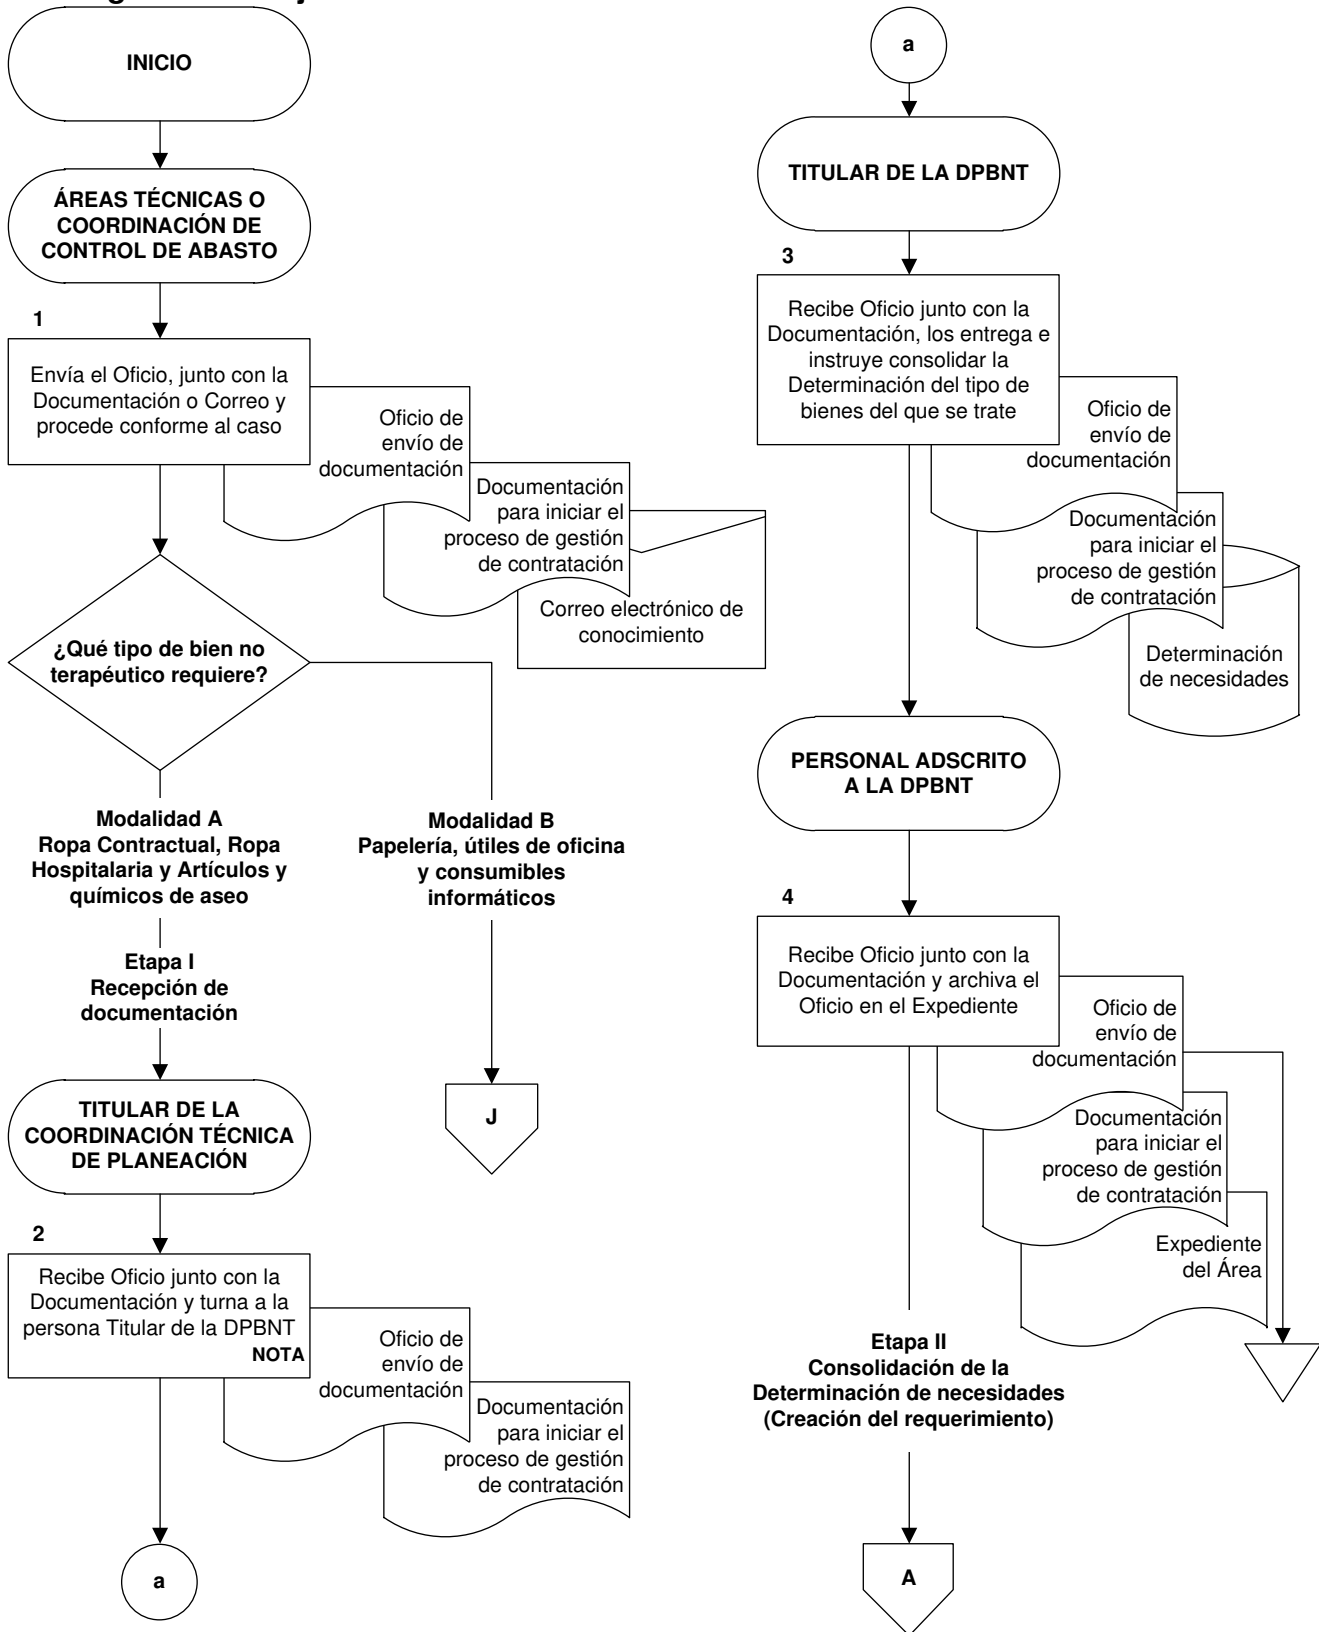 INICIO
ÁREAS TÉCNICAS O
COORDINACIÓN DE
CONTROL DE ABASTO
1
Envía el Oficio, junto con la
Documentación o Correo y
procede conforme al caso
Oficio de
envío de
documentación
Documentación
para iniciar el
proceso de gestión
de contratación
Correo electrónico de
conocimiento
¿Qué tipo de bien no
terapéutico requiere?
Modalidad A
Ropa Contractual, Ropa
Hospitalaria y Artículos y
químicos de aseo
Modalidad B
Papelería, útiles de oficina
y consumibles
informáticos
Etapa I
Recepción de
documentación
J
TITULAR DE LA
COORDINACIÓN TÉCNICA
DE PLANEACIÓN
2
Recibe Oficio junto con la
Documentación y turna a la
persona Titular de la DPBNT
NOTA
Oficio de
envío de
documentación
Documentación
para iniciar el
proceso de gestión
de contratación
a
a
TITULAR DE LA DPBNT
3
Recibe Oficio junto con la
Documentación, los entrega e
instruye consolidar la
Determinación del tipo de
bienes del que se trate
Oficio de
envío de
documentación
Documentación
para iniciar el
proceso de gestión
de contratación
Determinación
de necesidades
PERSONAL ADSCRITO
A LA DPBNT
4
Recibe Oficio junto con la
Documentación y archiva el
Oficio en el Expediente
Oficio de
envío de
documentación
Documentación
para iniciar el
proceso de gestión
de contratación
Expediente
del Área
Etapa II
Consolidación de la
Determinación de necesidades
(Creación del requerimiento)
A